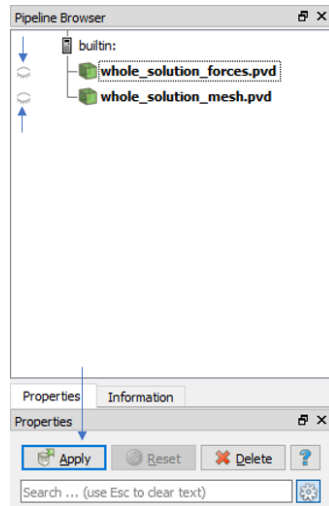 Pipeline Browser
builtin:
whole_solution_forces.pvd
whole_solution_mesh.pvd
Properties Information
Properties
Apply Reset Delete ?
Search ... (use Esc to clear text)